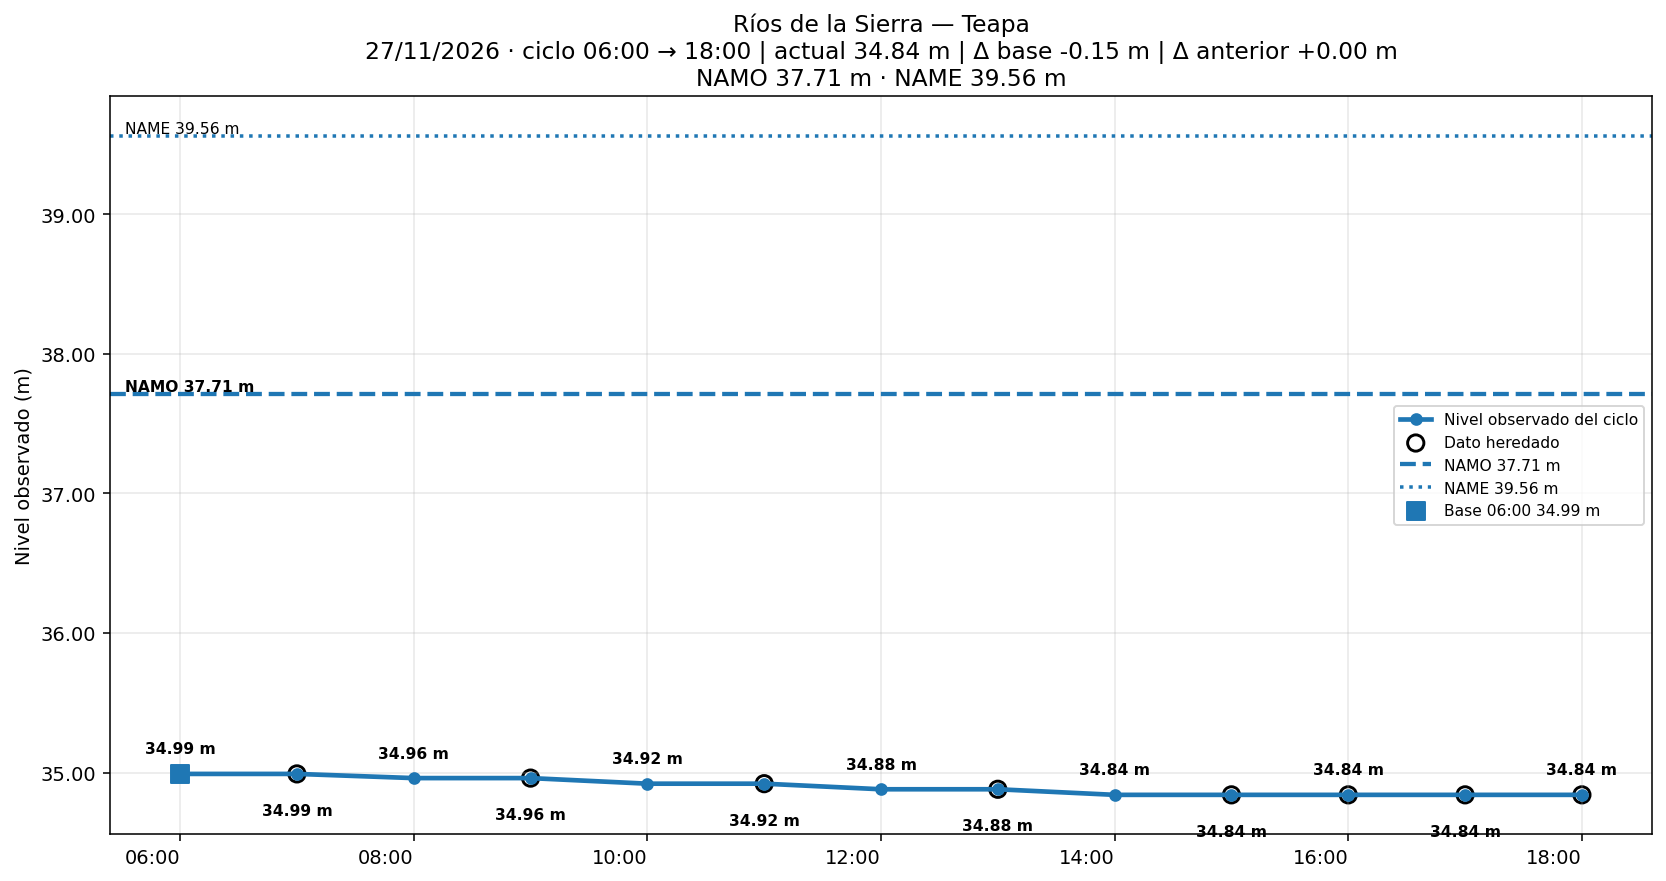 Ríos de la Sierra — Teapa
27/11/2026 · ciclo 06:00 → 18:00 | actual 34.84 m | Δ base -0.15 m | Δ anterior +0.00 m
NAMO 37.71 m · NAME 39.56 m
NAME 39.56 m
39.00
38.00
NAMO 37.71 m
Nivel observado del ciclo
Dato heredado
NAMO 37.71 m
NAME 39.56 m
Base 06:00 34.99 m
37.00
Nivel observado (m)
36.00
35.00
34.99 m
34.99 m
34.96 m
34.96 m
34.92 m
34.92 m
34.88 m
34.88 m
34.84 m
34.84 m
34.84 m
34.84 m
34.84 m
06:00
08:00
10:00
12:00
14:00
16:00
18:00